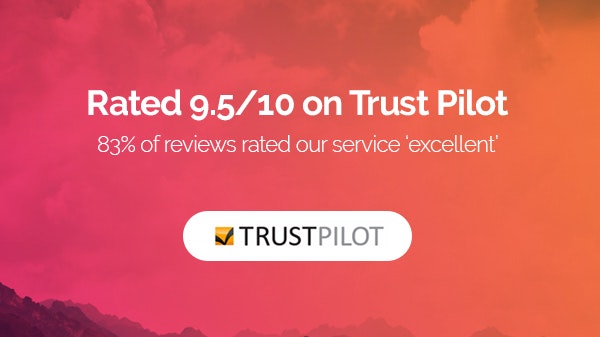 Rated 9.5/10 on Trust Pilot
83% of reviews rated our service 'excellent'
TRUSTPILOT